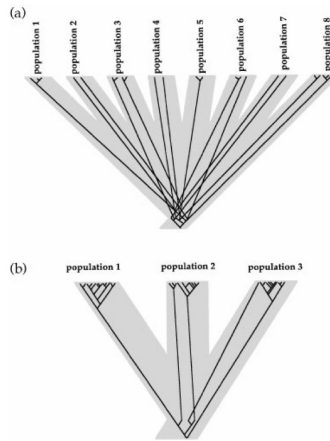 (a)
population 1
population 2
population 3
population 4
population 5
population 6
population 7
population 8
(b)
population 1
population 2
population 3